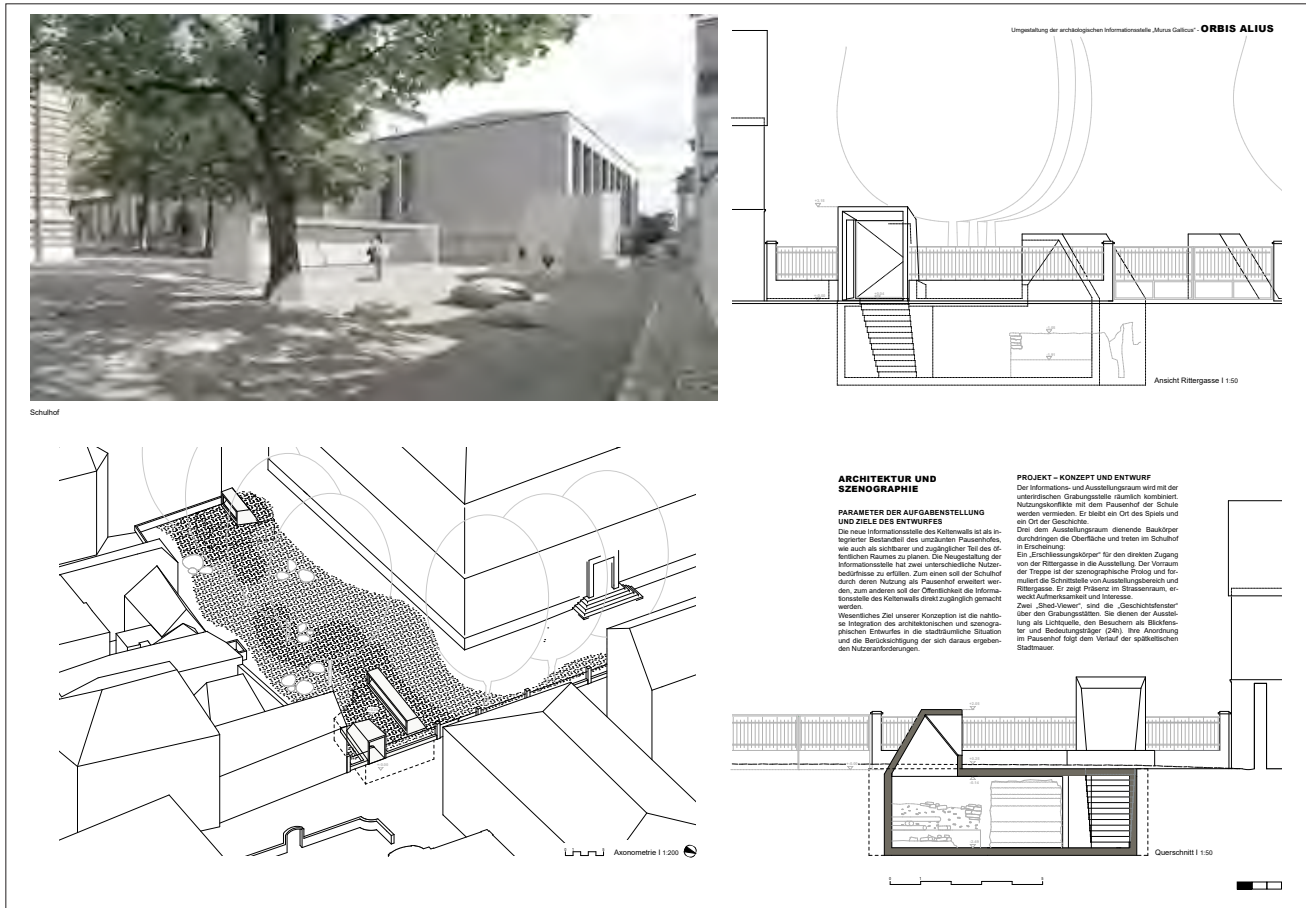 Umgestaltung der archäologischen Informationsstelle „Murus Gallicus“ - ORBIS ALIUS
Ansicht Rittergasse I 1:50
Schulhof
ARCHITEKTUR UND
SZENOGRAPHIE
PARAMETER DER AUFGABENSTELLUNG
UND ZIELE DES ENTWURFES
Die neue Informationsstelle des Keltenwalls ist als in-
tegrierter Bestandteil des umzäunten Pausenhofes,
wie auch als sichtbarer und zugänglicher Teil des öf-
fentlichen Raumes zu planen. Die Neugestaltung der
Informationsstelle hat zwei unterschiedliche Nutzerbe-
dürfnisse zu erfüllen. Zum einen soll der Schulhof
durch deren Nutzung als Pausenhof erweitert wer-
den, zum anderen soll der Öffentlichkeit die Informa-
tionsstelle des Keltenwalls direkt zugänglich gemacht
werden.
Wesentliches Ziel unserer Konzeption ist die nahtlo-
se Integration des architektonischen und szenogra-
phischen Entwurfes in die stadträumliche Situation
und die Berücksichtigung der sich daraus ergeben-
den Nutzeranforderungen.
PROJEKT – KONZEPT UND ENTWURF
Der Informations- und Ausstellungsraum wird mit der
unterirdischen Grabungsstelle räumlich kombiniert.
Nutzungskonflikte mit dem Pausenhof der Schule
werden vermieden. Er bleibt ein Ort des Spiels und
ein Ort der Geschichte.
Drei dem Ausstellungsraum dienende Baukörper
durchdringen die Oberfläche und treten im Schulhof
in Erscheinung:
Ein „Erschliessungskörper“ für den direkten Zugang
von der Rittergasse in die Ausstellung. Der Vorraum
der Treppe ist der szenographische Prolog und for-
muliert die Schnittstelle von Ausstellungsbereich und
Rittergasse. Er zeigt Präsenz im Strassenraum, er-
weckt Aufmerksamkeit und Interesse.
Zwei „Shed-Viewer“, sind die „Geschichtsfenster“
über den Grabungsstätten. Sie dienen der Ausstel-
lung als Lichtquelle, den Besuchern als Blickfens-
ter und Bedeutungsträger (24h). Ihre Anordnung
im Pausenhof folgt dem Verlauf der spätkeltischen
Stadtmauer.
Axonometrie I 1:200
Querschnitt I 1:50